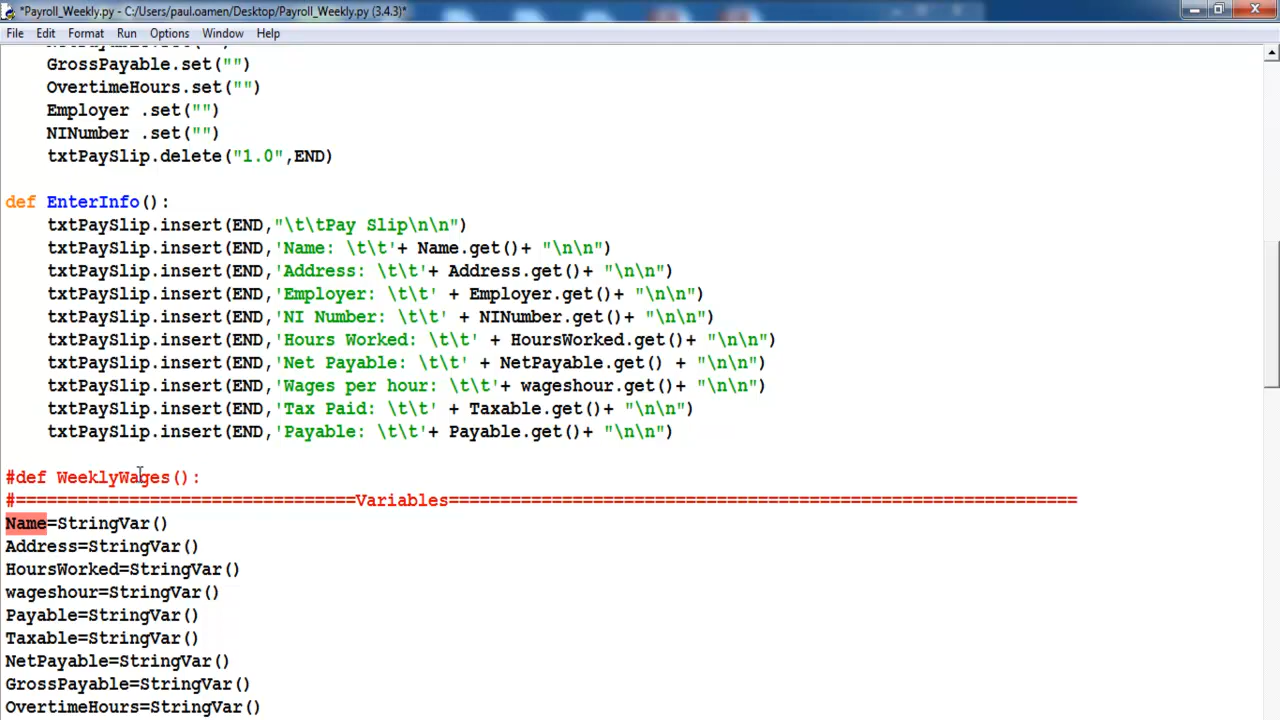 *Payroll_Weekly.py - C:/Users/paul.oamen/Desktop/Payroll_Weekly.py (3.4.3)*
File Edit Format Run Options Window Help
GrossPayable.set("")
OvertimeHours.set("")
Employer .set("")
NINumber .set("")
txtPaySlip.delete("1.0",END)
def EnterInfo():
txtPaySlip.insert(END,"\t\tPay Slip\n\n")
txtPaySlip.insert(END,'Name: \t\t'+ Name.get()+ "\n\n")
txtPaySlip.insert(END,'Address: \t\t'+ Address.get()+ "\n\n")
txtPaySlip.insert(END,'Employer: \t\t' + Employer.get()+ "\n\n")
txtPaySlip.insert(END,'NI Number: \t\t' + NINumber.get()+ "\n\n")
txtPaySlip.insert(END,'Hours Worked: \t\t' + HoursWorked.get()+ "\n\n")
txtPaySlip.insert(END,'Net Payable: \t\t' + NetPayable.get() + "\n\n")
txtPaySlip.insert(END,'Wages per hour: \t\t'+ wageshour.get()+ "\n\n")
txtPaySlip.insert(END,'Tax Paid: \t\t' + Taxable.get()+ "\n\n")
txtPaySlip.insert(END,'Payable: \t\t'+ Payable.get()+ "\n\n")
#def WeeklyWages():
#=================================Variables=============================================================
Name=StringVar()
Address=StringVar()
HoursWorked=StringVar()
wageshour=StringVar()
Payable=StringVar()
Taxable=StringVar()
NetPayable=StringVar()
GrossPayable=StringVar()
OvertimeHours=StringVar()